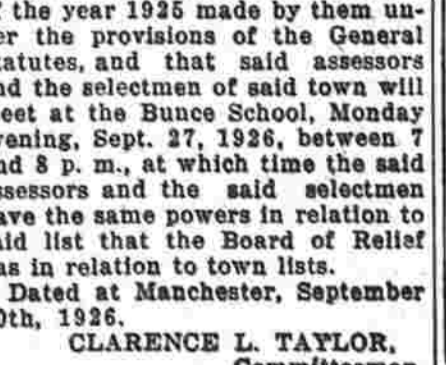 the year 1925 made by them un-
er the provisions of the General
tatutes, and that said assessors
nd the selectmen of said town will
eet at the Bunce School, Monday
vening, Sept. 27, 1926, between 7
nd 8 p. m., at which time the said
ssessors and the said selectmen
ave the same powers in relation to
aid list that the Board of Relief
as in relation to town lists.
Dated at Manchester, September
0th, 1926.
CLARENCE L. TAYLOR,
Committeeman